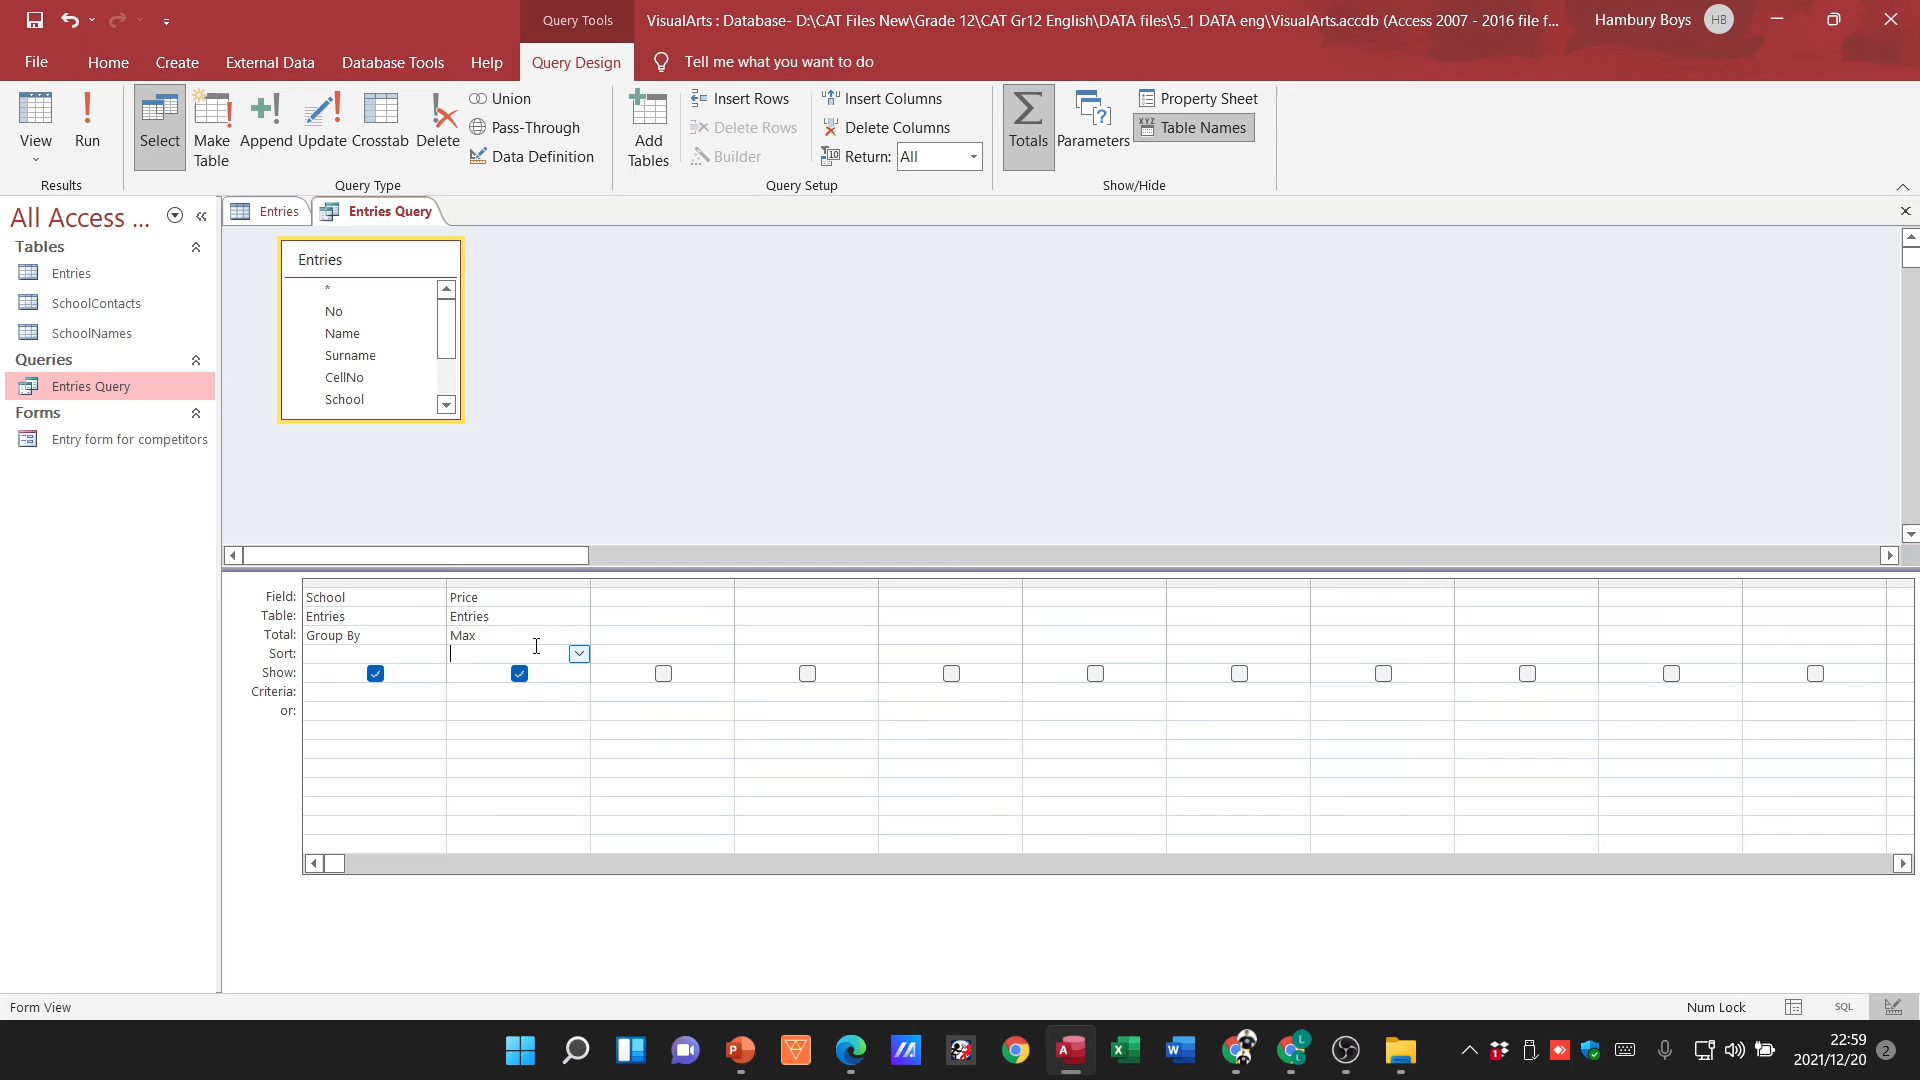 Query Tools
VisualArts : Database- D:\CAT Files New\Grade 12\CAT Gr12 English\DATA files\5_1 DATA eng\VisualArts.accdb (Access 2007 - 2016 file f...
Hambury Boys
HB
File
Home
Create
External Data
Database Tools
Help
Query Design
Tell me what you want to do
View
Run
Select
Make
Table
Append
Update
Crosstab
Delete
Union
Pass-Through
Data Definition
Add
Tables
Insert Rows
Delete Rows
Builder
Insert Columns
Delete Columns
Return: All
Totals
Parameters
Property Sheet
Table Names
Results
Query Type
Query Setup
Show/Hide
All Access ...
Tables
Entries
SchoolContacts
SchoolNames
Queries
Entries Query
Forms
Entry form for competitors
Entries
Entries Query
Entries
*
No
Name
Surname
CellNo
School
Field: School Price
Table: Entries Entries
Total: Group By Max
Sort:
Show:
Criteria:
or:
Form View
Num Lock
SQL
22:59
2021/12/20
2